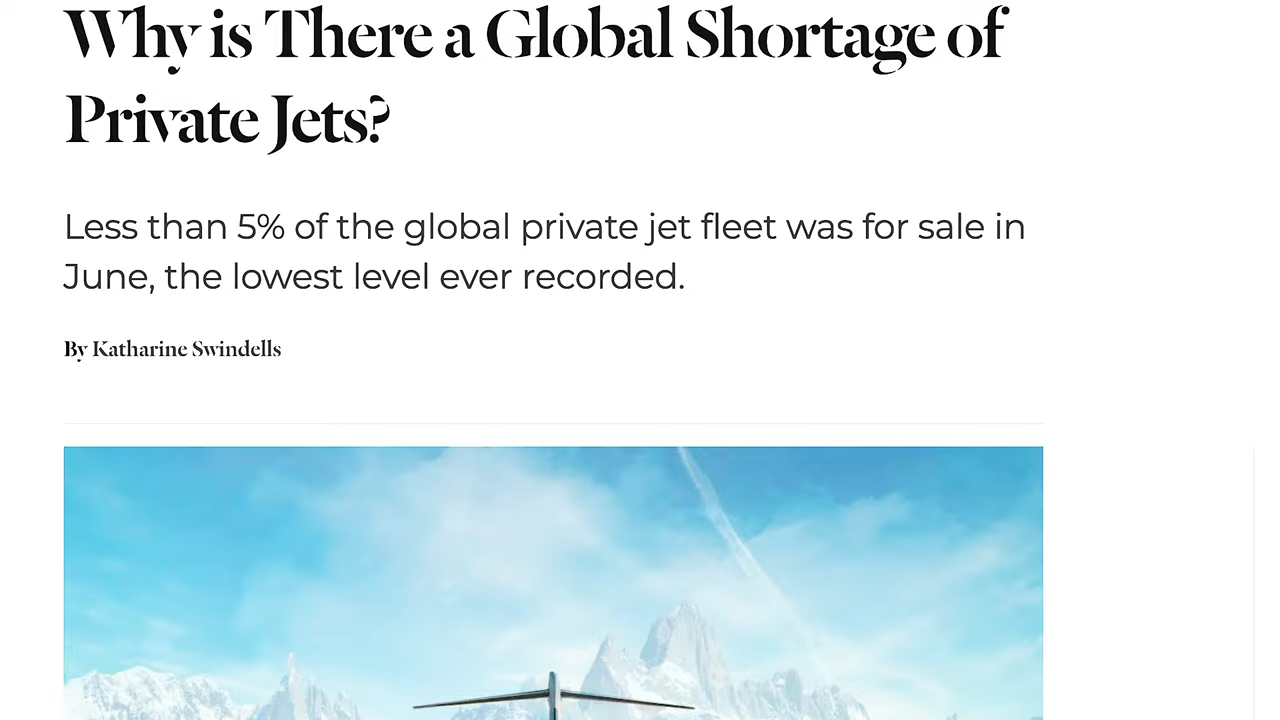 Why is There a Global Shortage of
Private Jets?
Less than 5% of the global private jet fleet was for sale in
June, the lowest level ever recorded.
By Katharine Swindells